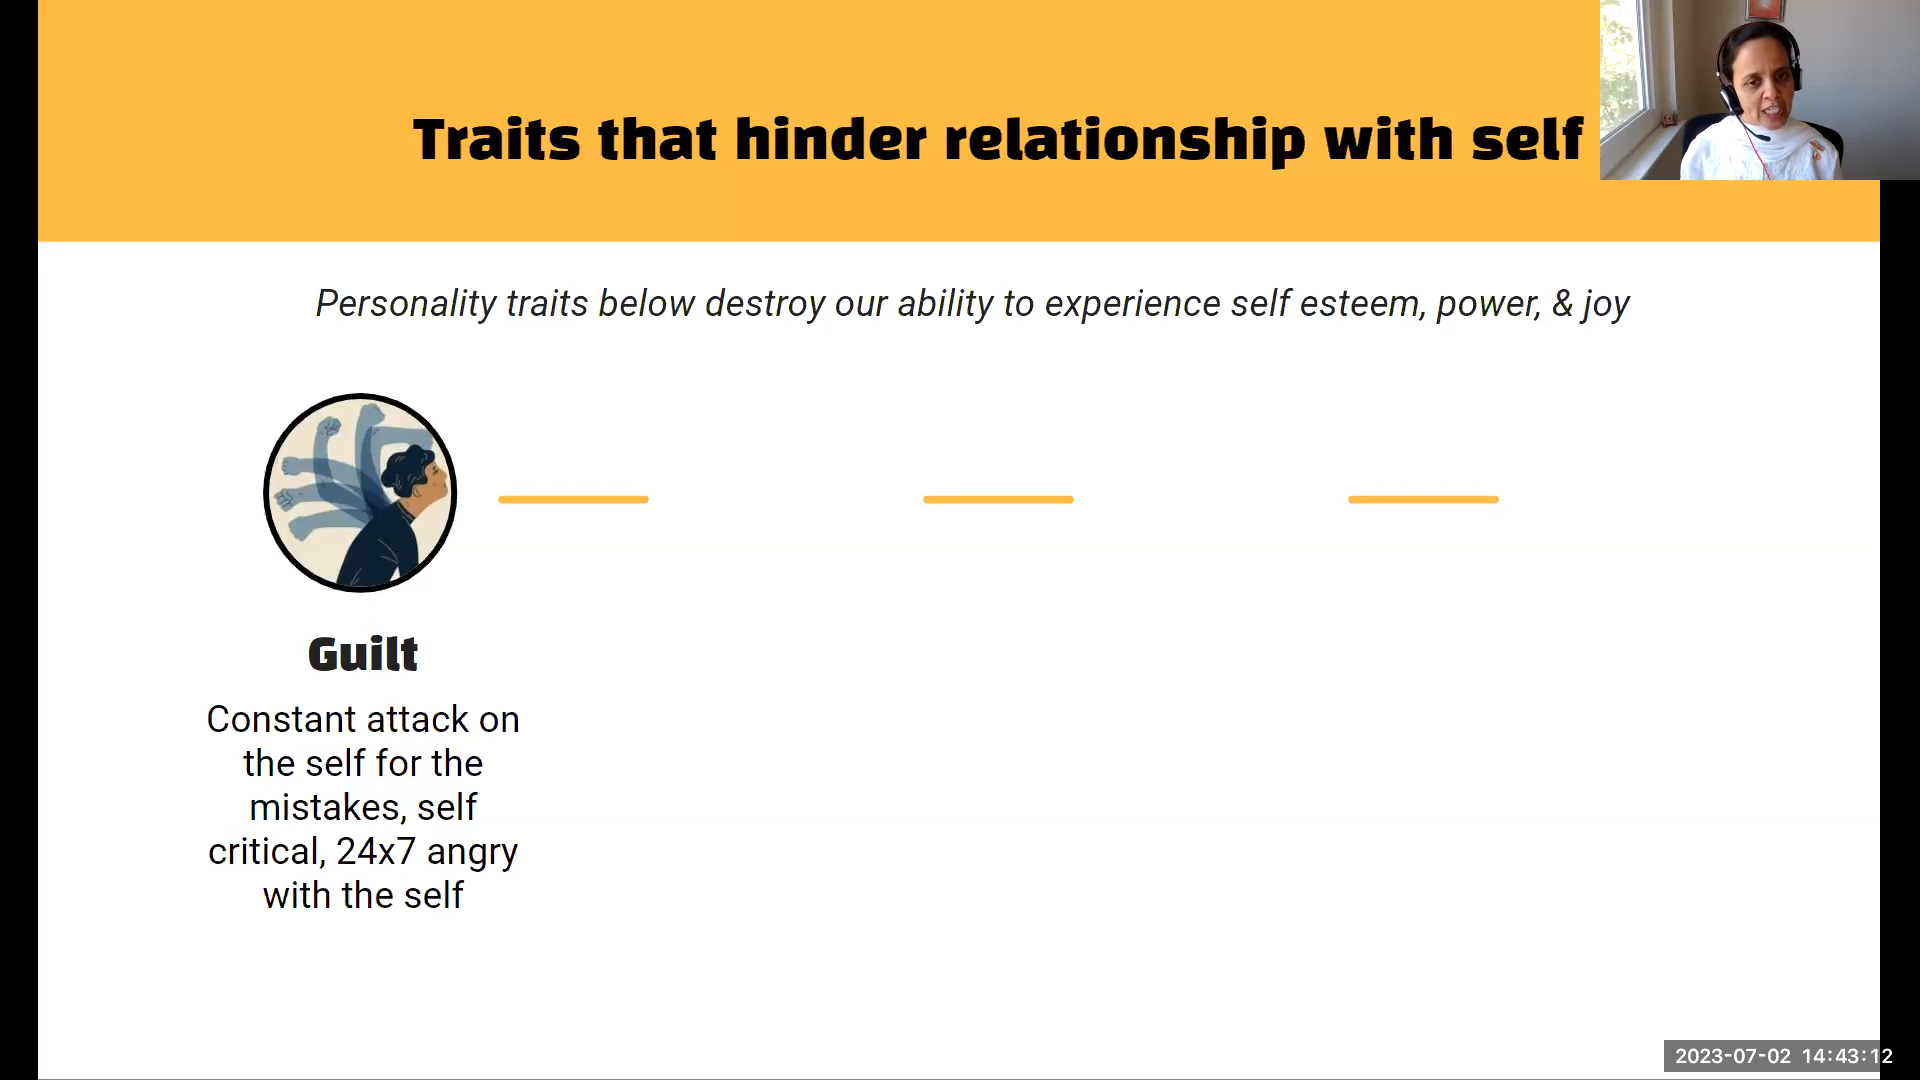 Traits that hinder relationship with self
Personality traits below destroy our ability to experience self esteem, power, & joy
Guilt
Constant attack on
the self for the
mistakes, self
critical, 24x7 angry
with the self
2023-07-02 14:43:12